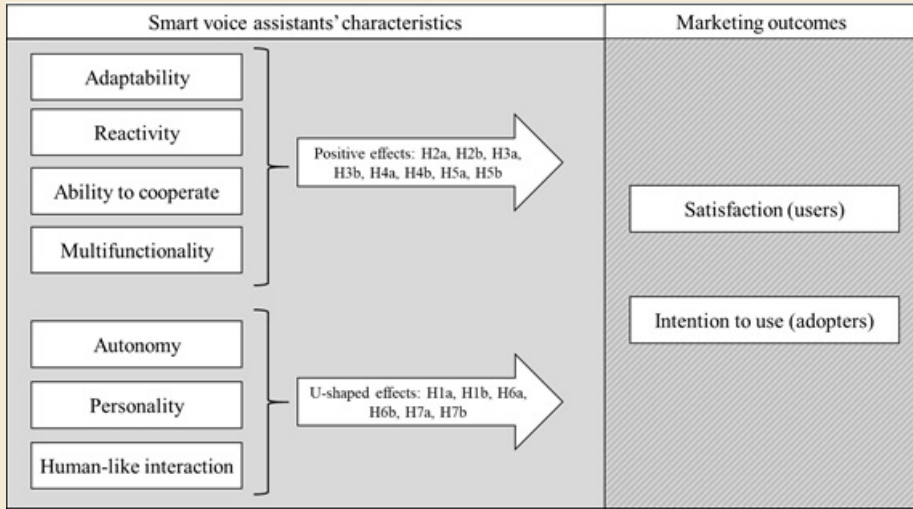 Smart voice assistants' characteristics
Marketing outcomes
Adaptability
Reactivity
Ability to cooperate
Multifunctionality
Positive effects: H2a, H2b, H3a,
H3b, H4a, H4b, H5a, H5b
Autonomy
Personality
Human-like interaction
U-shaped effects: H1a, H1b, H6a,
H6b, H7a, H7b
Satisfaction (users)
Intention to use (adopters)